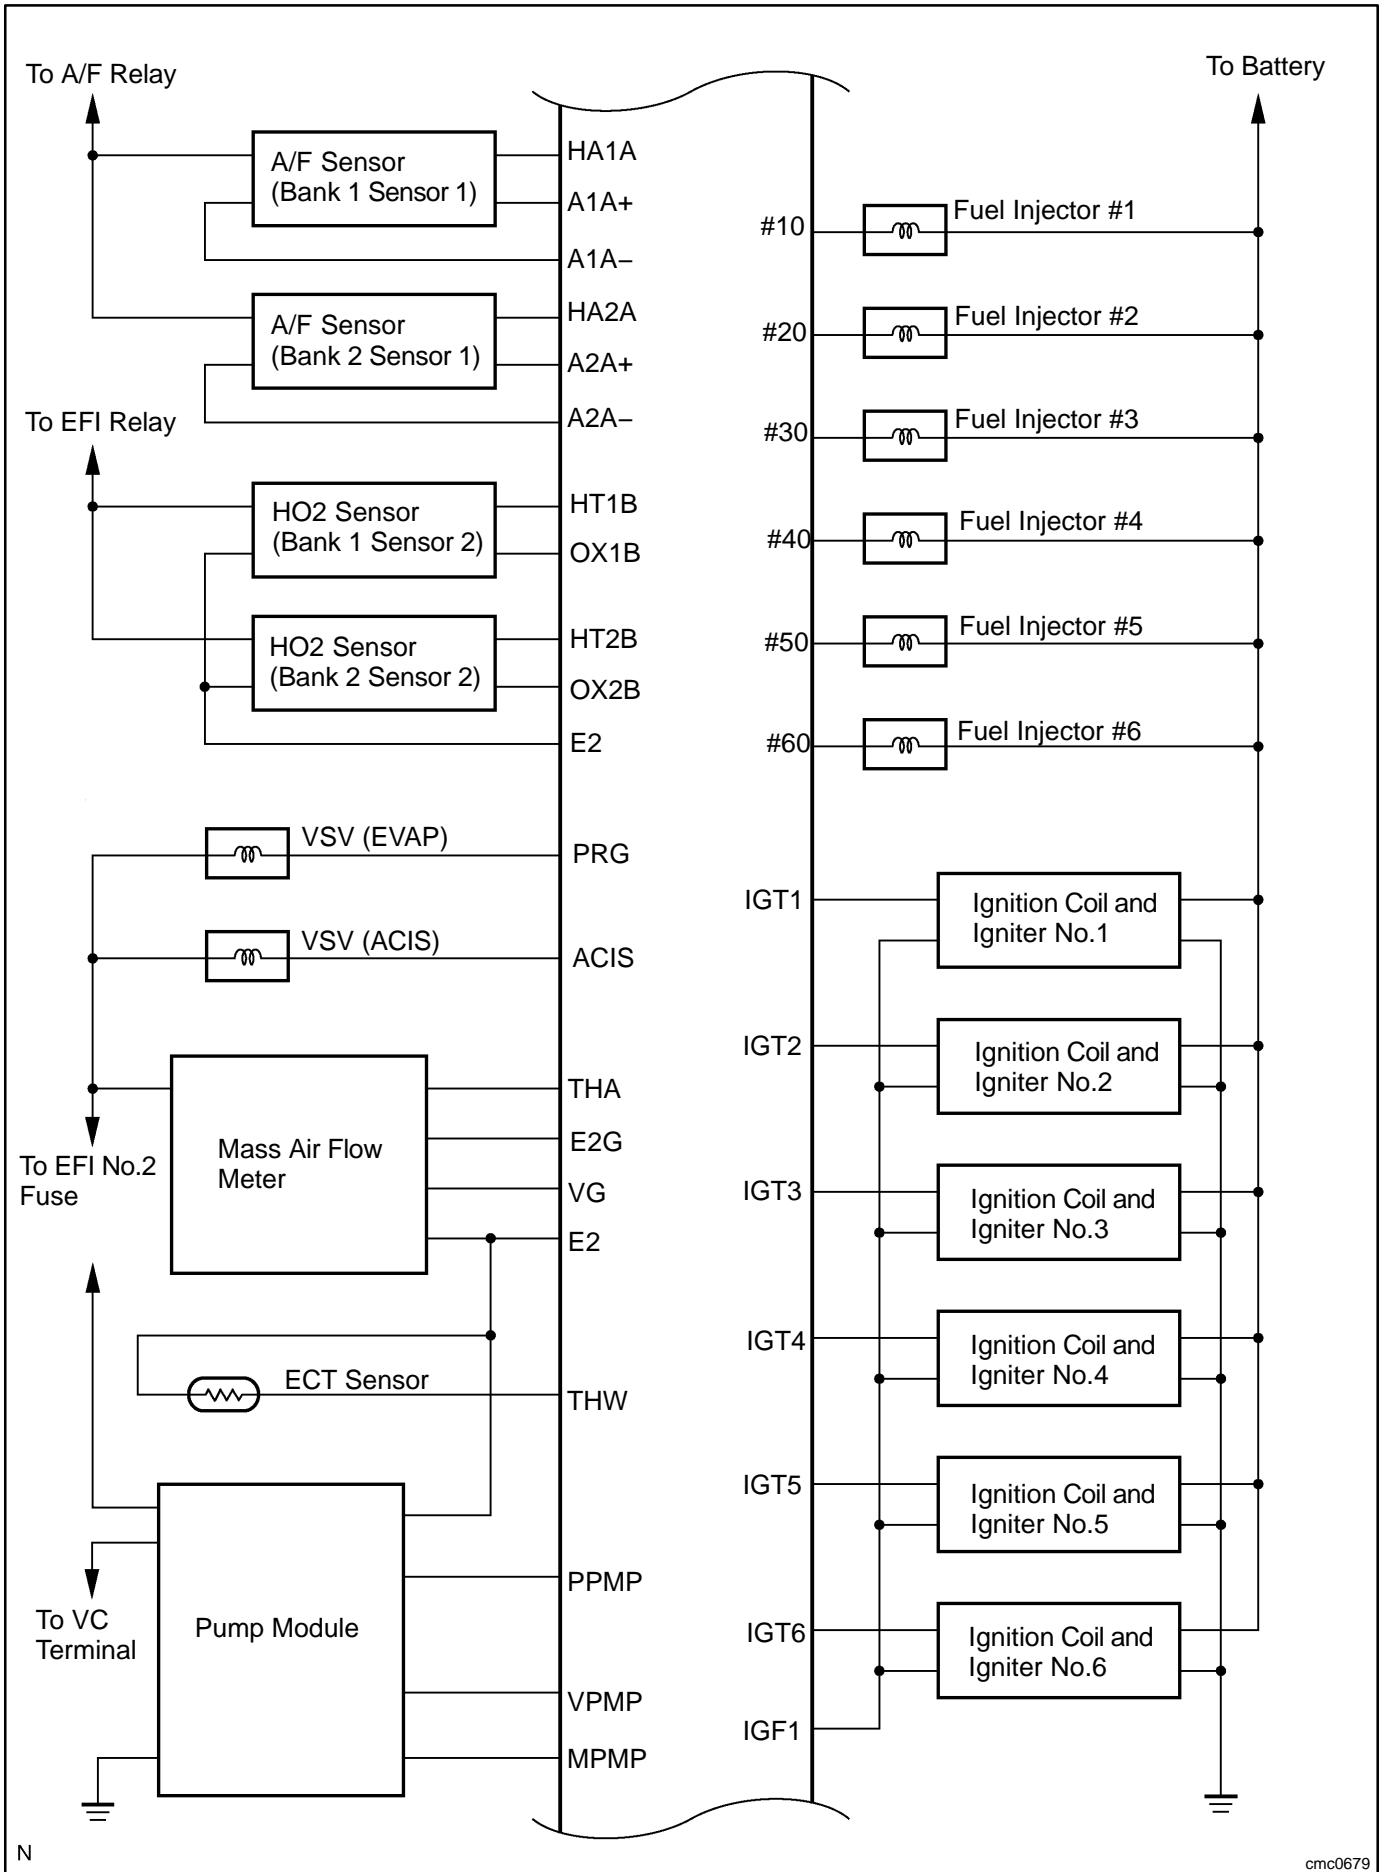 To A/F Relay
A/F Sensor
(Bank 1 Sensor 1)
HA1A
A1A+
A1A−
A/F Sensor
(Bank 2 Sensor 1)
HA2A
A2A+
A2A−
To EFI Relay
HO2 Sensor
(Bank 1 Sensor 2)
HT1B
OX1B
HO2 Sensor
(Bank 2 Sensor 2)
HT2B
OX2B
E2
VSV (EVAP)
PRG
VSV (ACIS)
ACIS
Mass Air Flow
Meter
THA
E2G
VG
E2
To EFI No.2
Fuse
ECT Sensor
THW
Pump Module
PPMP
VPMP
MPMP
To VC
Terminal
To Battery
#10
Fuel Injector #1
#20
Fuel Injector #2
#30
Fuel Injector #3
#40
Fuel Injector #4
#50
Fuel Injector #5
#60
Fuel Injector #6
IGT1
Ignition Coil and
Igniter No.1
IGT2
Ignition Coil and
Igniter No.2
IGT3
Ignition Coil and
Igniter No.3
IGT4
Ignition Coil and
Igniter No.4
IGT5
Ignition Coil and
Igniter No.5
IGT6
Ignition Coil and
Igniter No.6
IGF1
N
cmc0679